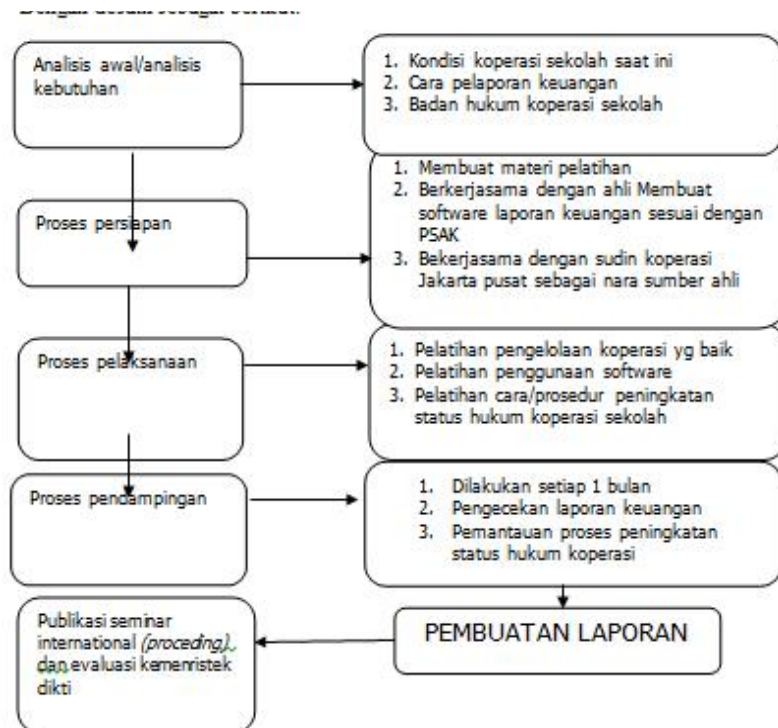 Dengan desain sebagai berikut:
Analisis awal/analisis
kebutuhan
1. Kondisi koperasi sekolah saat ini
2. Cara pelaporan keuangan
3. Badan hukum koperasi sekolah
Proses persiapan
1. Membuat materi pelatihan
2. Berkerjasama dengan ahli Membuat
software laporan keuangan sesuai dengan
PSAK
3. Bekerjasama dengan sudin koperasi
Jakarta pusat sebagai nara sumber ahli
Proses pelaksanaan
1. Pelatihan pengelolaan koperasi yg baik
2. Pelatihan penggunaan software
3. Pelatihan cara/prosedur peningkatan
status hukum koperasi sekolah
Proses pendampingan
1. Dilakukan setiap 1 bulan
2. Pengecekan laporan keuangan
3. Pemantauan proses peningkatan
status hukum koperasi
PEMBUATAN LAPORAN
Publikasi seminar
international (proceding),
dan evaluasi kemenristek
dikti